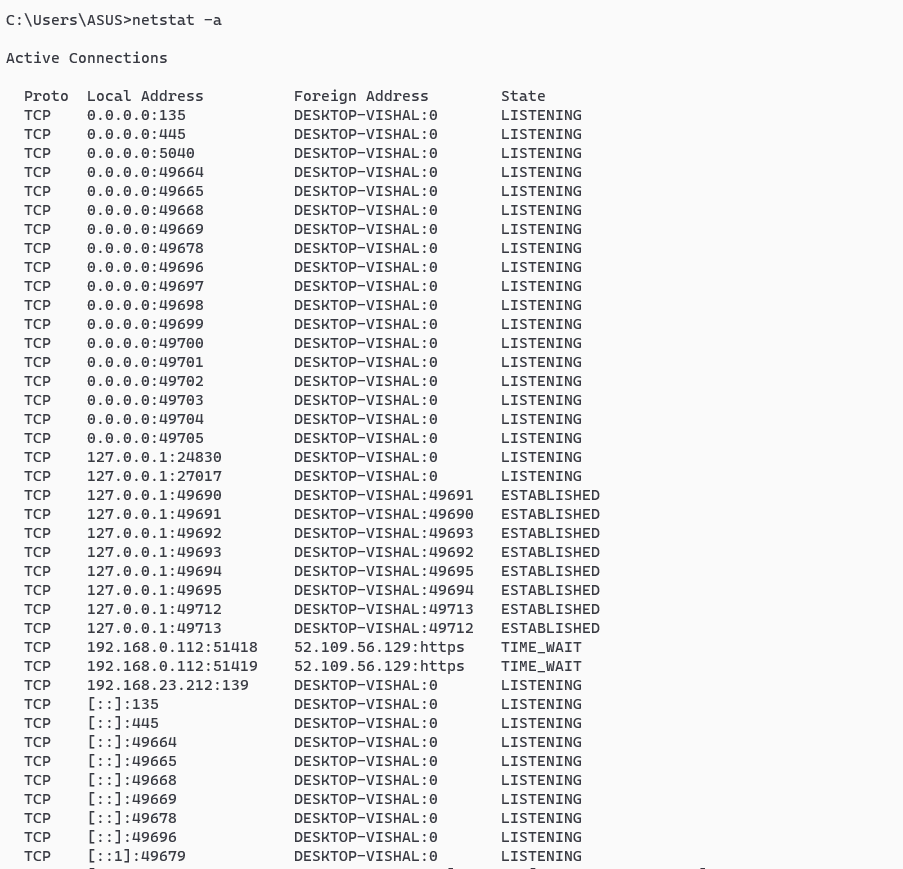 C:\Users\ASUS>netstat -a
Active Connections
Proto  Local Address          Foreign Address        State
TCP    0.0.0.0:135            DESKTOP-VISHAL:0       LISTENING
TCP    0.0.0.0:445            DESKTOP-VISHAL:0       LISTENING
TCP    0.0.0.0:5040           DESKTOP-VISHAL:0       LISTENING
TCP    0.0.0.0:49664          DESKTOP-VISHAL:0       LISTENING
TCP    0.0.0.0:49665          DESKTOP-VISHAL:0       LISTENING
TCP    0.0.0.0:49668          DESKTOP-VISHAL:0       LISTENING
TCP    0.0.0.0:49669          DESKTOP-VISHAL:0       LISTENING
TCP    0.0.0.0:49678          DESKTOP-VISHAL:0       LISTENING
TCP    0.0.0.0:49696          DESKTOP-VISHAL:0       LISTENING
TCP    0.0.0.0:49697          DESKTOP-VISHAL:0       LISTENING
TCP    0.0.0.0:49698          DESKTOP-VISHAL:0       LISTENING
TCP    0.0.0.0:49699          DESKTOP-VISHAL:0       LISTENING
TCP    0.0.0.0:49700          DESKTOP-VISHAL:0       LISTENING
TCP    0.0.0.0:49701          DESKTOP-VISHAL:0       LISTENING
TCP    0.0.0.0:49702          DESKTOP-VISHAL:0       LISTENING
TCP    0.0.0.0:49703          DESKTOP-VISHAL:0       LISTENING
TCP    0.0.0.0:49704          DESKTOP-VISHAL:0       LISTENING
TCP    0.0.0.0:49705          DESKTOP-VISHAL:0       LISTENING
TCP    127.0.0.1:24830        DESKTOP-VISHAL:0       LISTENING
TCP    127.0.0.1:27017        DESKTOP-VISHAL:0       LISTENING
TCP    127.0.0.1:49690        DESKTOP-VISHAL:49691   ESTABLISHED
TCP    127.0.0.1:49691        DESKTOP-VISHAL:49690   ESTABLISHED
TCP    127.0.0.1:49692        DESKTOP-VISHAL:49693   ESTABLISHED
TCP    127.0.0.1:49693        DESKTOP-VISHAL:49692   ESTABLISHED
TCP    127.0.0.1:49694        DESKTOP-VISHAL:49695   ESTABLISHED
TCP    127.0.0.1:49695        DESKTOP-VISHAL:49694   ESTABLISHED
TCP    127.0.0.1:49712        DESKTOP-VISHAL:49713   ESTABLISHED
TCP    127.0.0.1:49713        DESKTOP-VISHAL:49712   ESTABLISHED
TCP    192.168.0.112:51418    52.109.56.129:https    TIME_WAIT
TCP    192.168.0.112:51419    52.109.56.129:https    TIME_WAIT
TCP    192.168.23.212:139     DESKTOP-VISHAL:0       LISTENING
TCP    [::]:135               DESKTOP-VISHAL:0       LISTENING
TCP    [::]:445               DESKTOP-VISHAL:0       LISTENING
TCP    [::]:49664             DESKTOP-VISHAL:0       LISTENING
TCP    [::]:49665             DESKTOP-VISHAL:0       LISTENING
TCP    [::]:49668             DESKTOP-VISHAL:0       LISTENING
TCP    [::]:49669             DESKTOP-VISHAL:0       LISTENING
TCP    [::]:49678             DESKTOP-VISHAL:0       LISTENING
TCP    [::]:49696             DESKTOP-VISHAL:0       LISTENING
TCP    [::1]:49679            DESKTOP-VISHAL:0       LISTENING